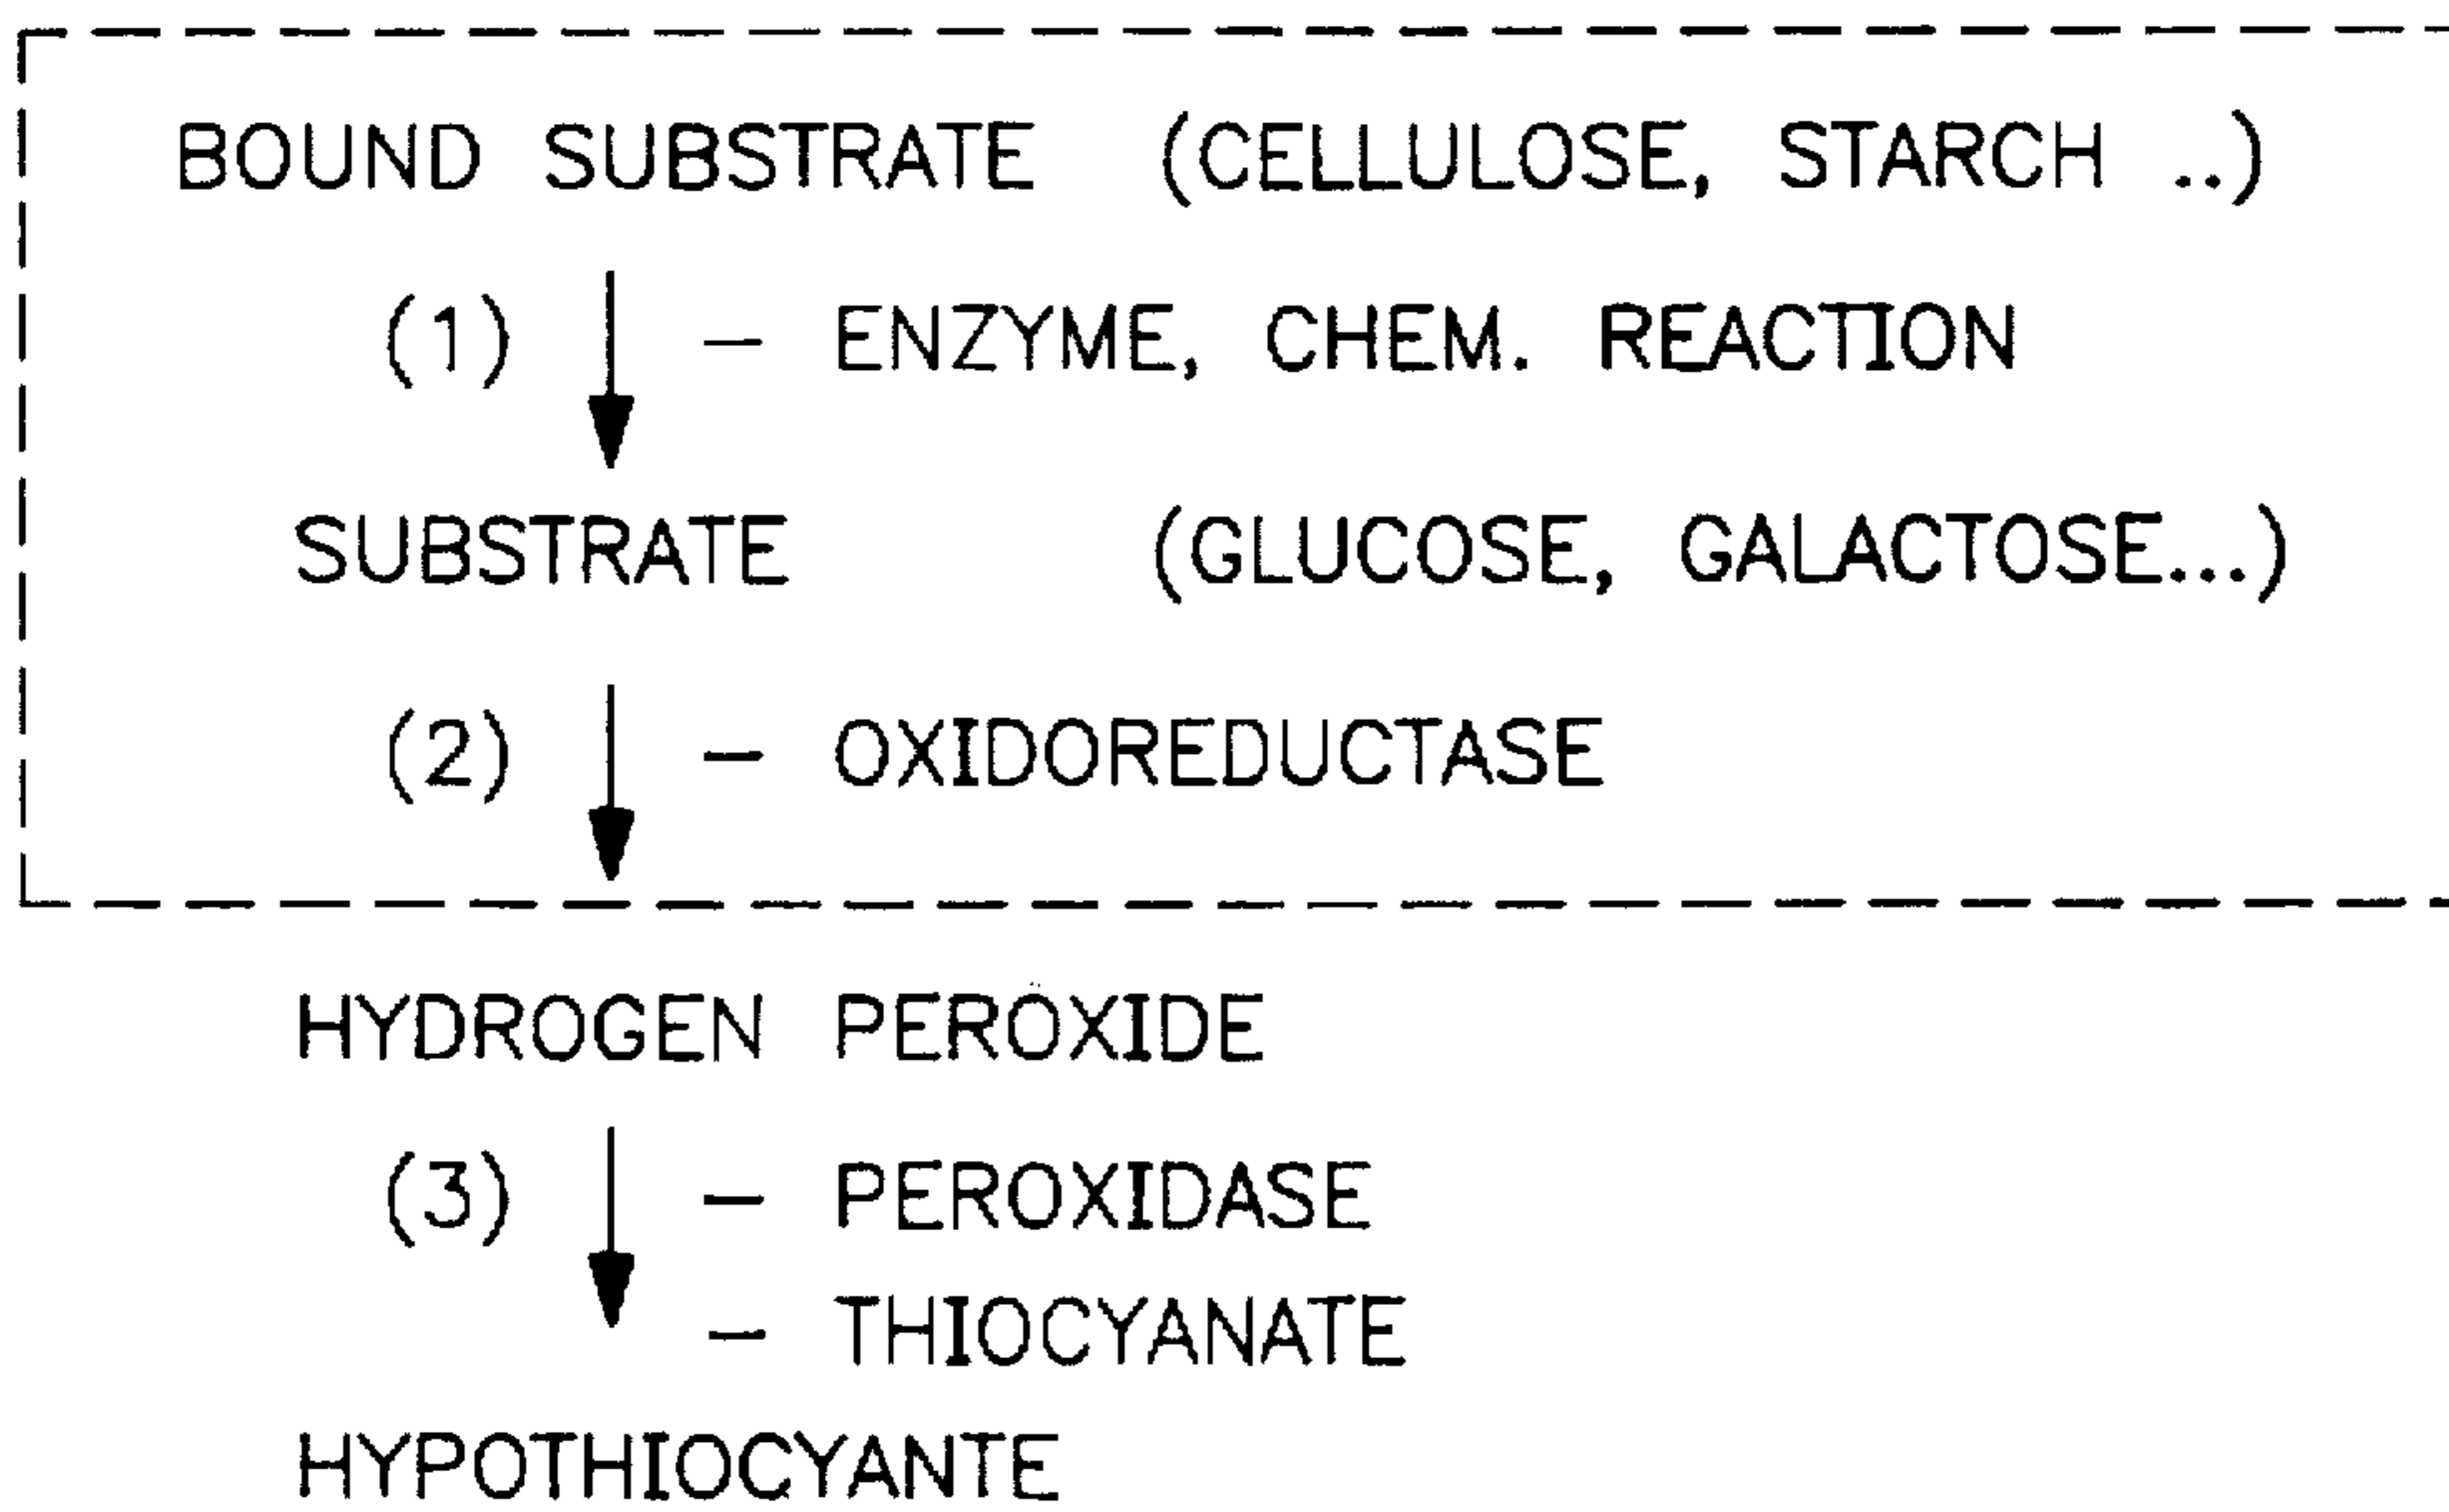 BOUND SUBSTRATE (CELLULOSE, STARCH ..)
(1) - ENZYME, CHEM. REACTION
SUBSTRATE (GLUCOSE, GALACTOSE...)
(2) - OXIDOREDUCTASE
HYDROGEN PEROXIDE
(3) - PEROXIDASE
- THIOCYANATE
HYPOTHIOCYANTE